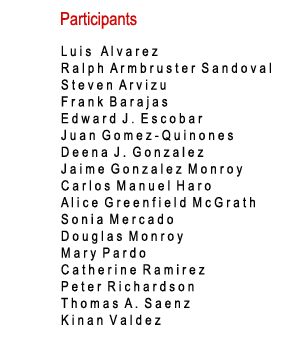 Participants
Luis Alvarez
Ralph Armbruster Sandoval
Steven Arvizu
Frank Barajas
Edward J. Escobar
Juan Gomez-Quinones
Deena J. Gonzalez
Jaime Gonzalez Monroy
Carlos Manuel Haro
Alice Greenfield McGrath
Sonia Mercado
Douglas Monroy
Mary Pardo
Catherine Ramirez
Peter Richardson
Thomas A. Saenz
Kinan Valdez